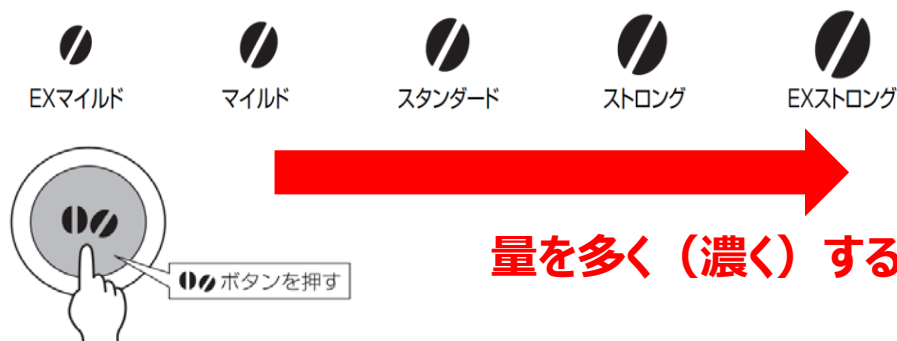 EXマイルド
マイルド
スタンダード
ストロング
EXストロング
ボタンを押す
量を多く（濃く）する